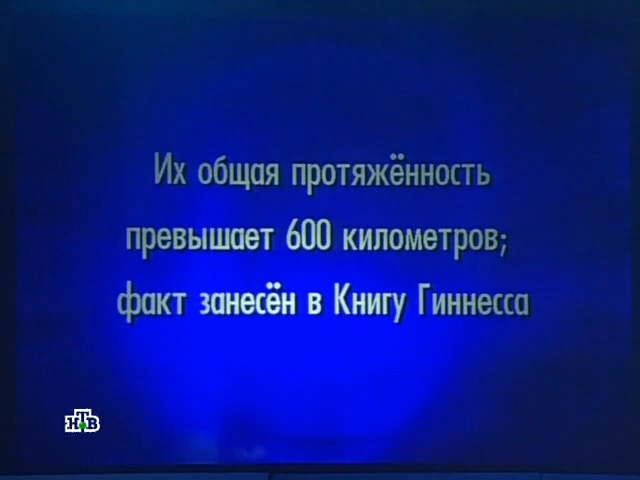 Их общая протяжённость
превышает 600 километров;
факт занесён в Книгу Гиннесса
НТВ